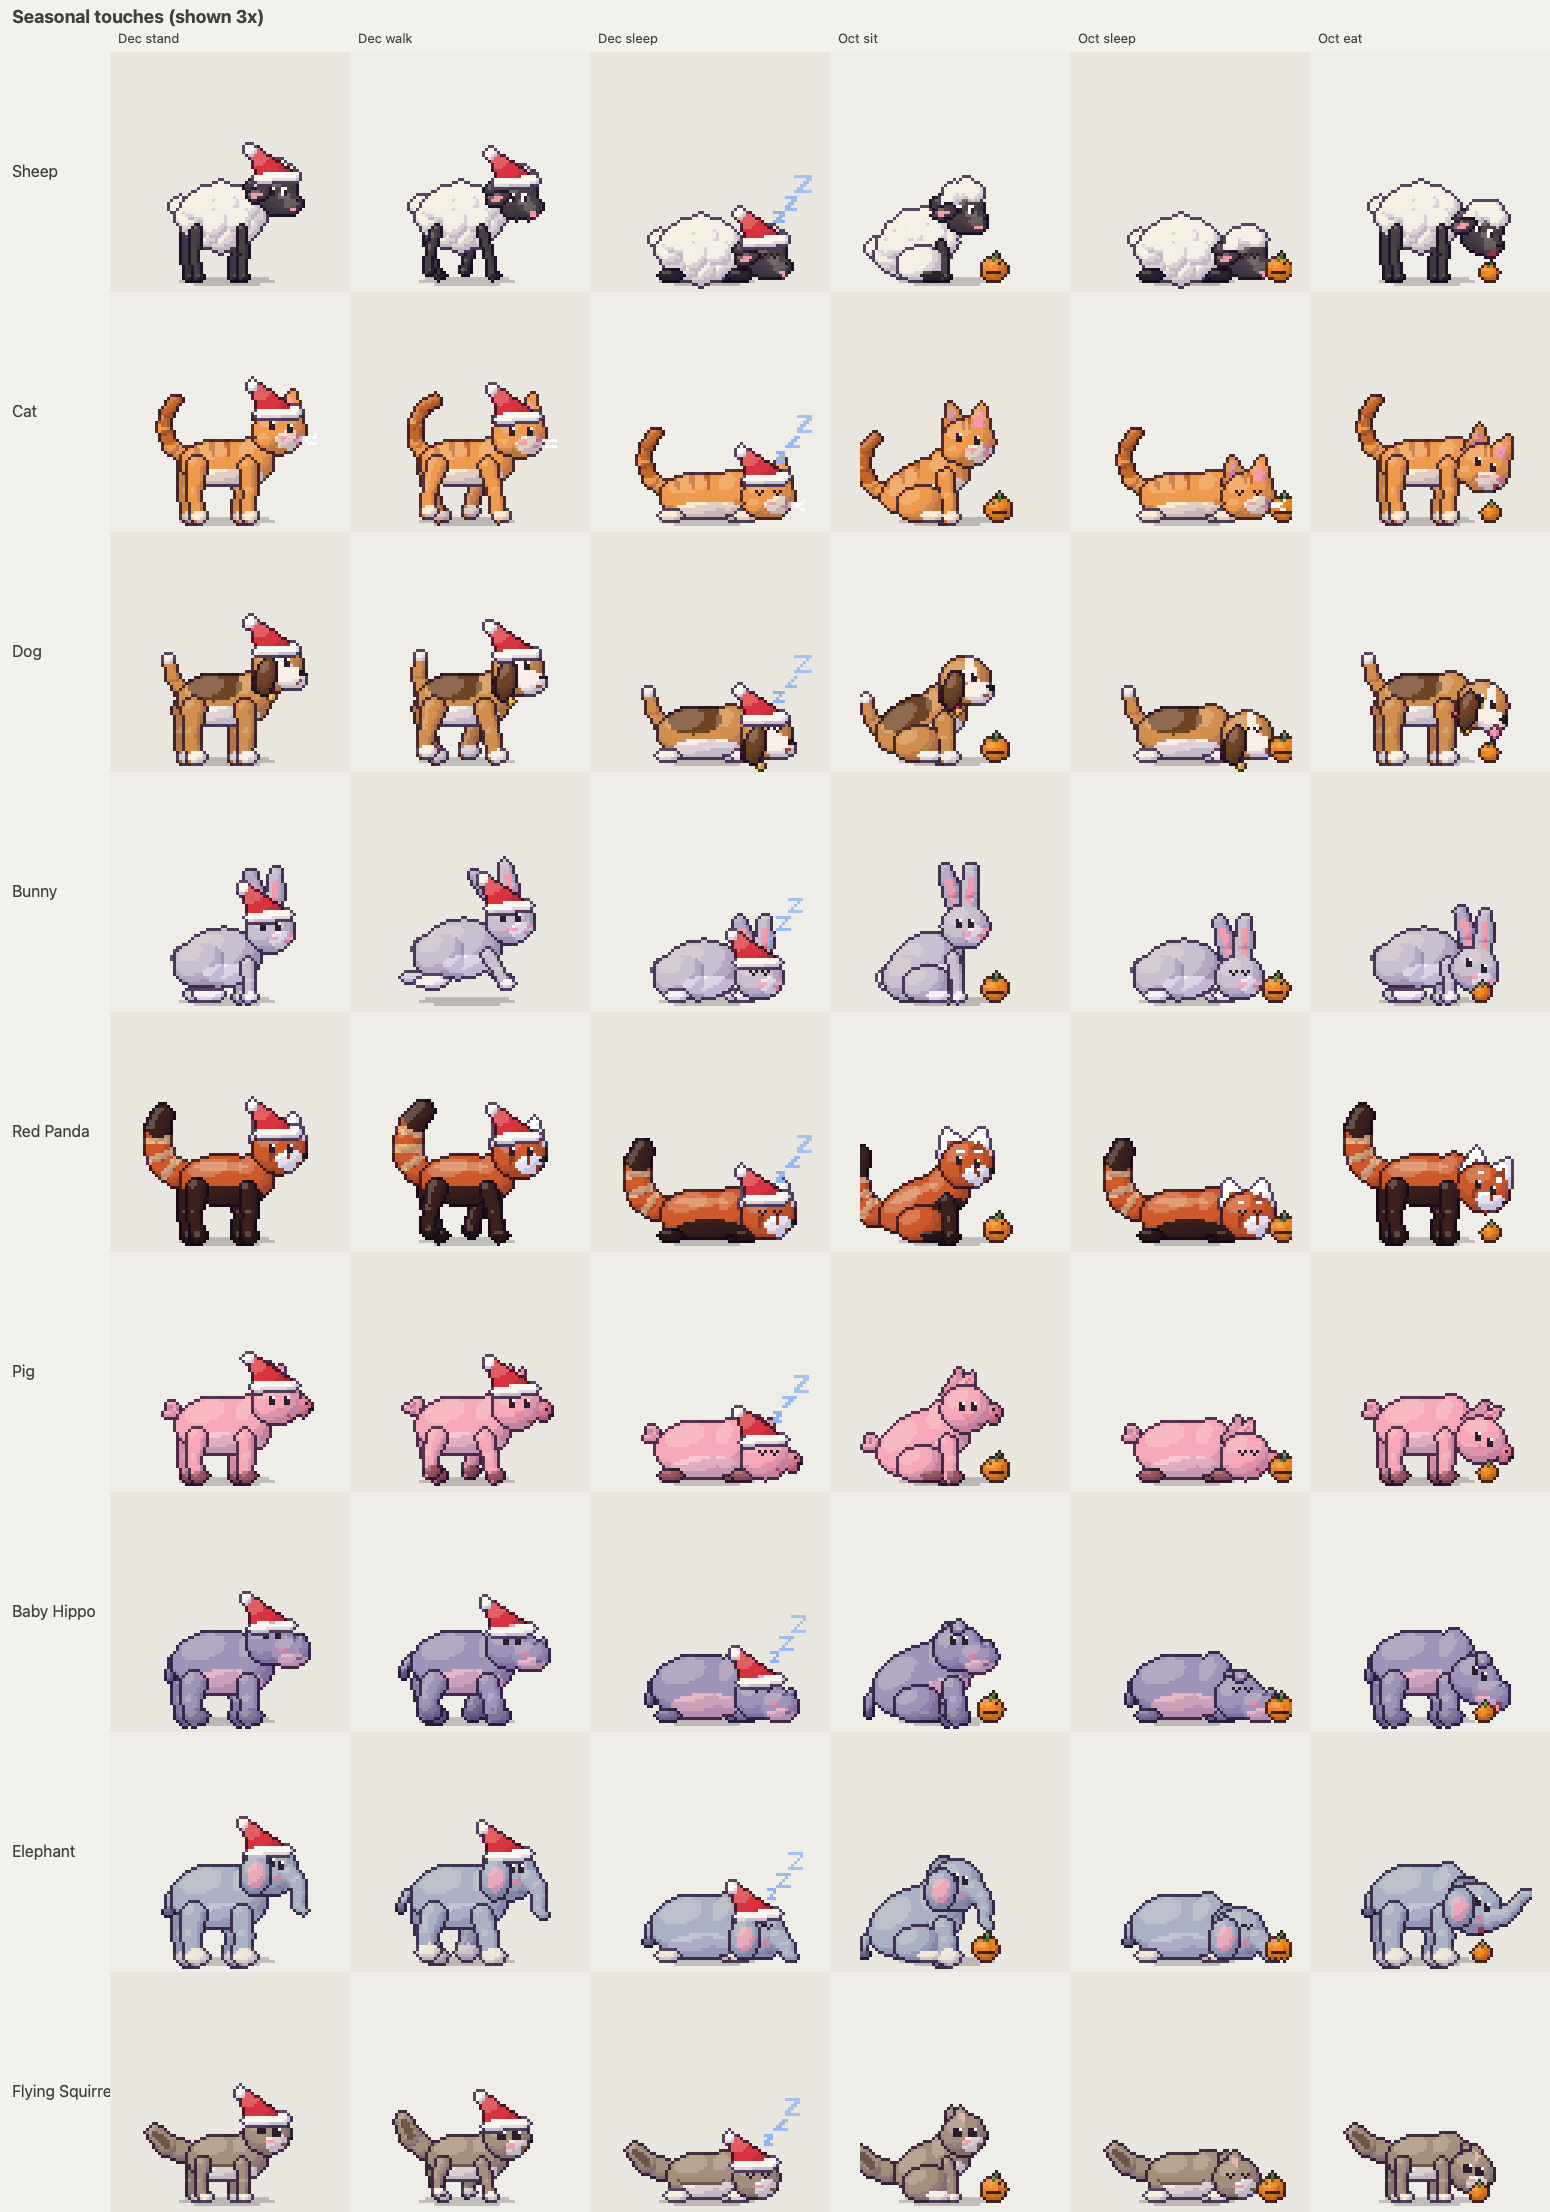 Seasonal touches (shown 3x)
Dec stand Dec walk Dec sleep Oct sit Oct sleep Oct eat
Sheep
z z z Z
Cat
z z z Z
Dog
z z z Z
Bunny
z z Z
Red Panda
z z z Z
Pig
z z z Z
Baby Hippo
z z z Z
Elephant
z z z Z
Flying Squirre
z z z Z